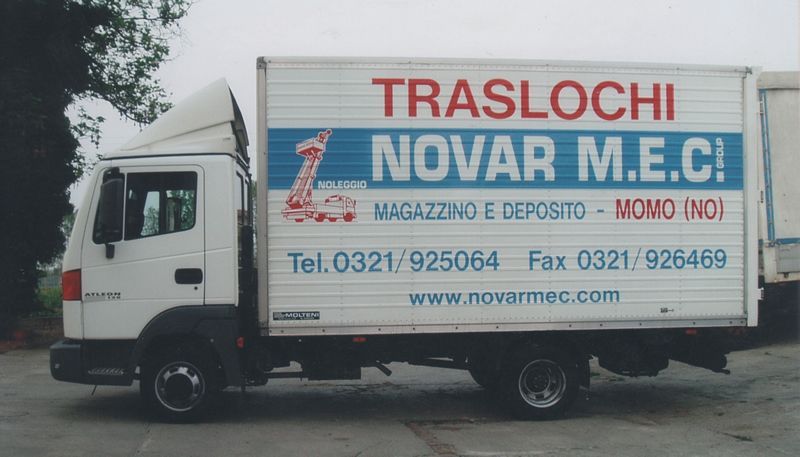 TRASLOCHI
NOVAR M.E.C. GROUP
NOLEGGIO
MAGAZZINO E DEPOSITO - MOMO (NO)
Tel. 0321/925064 Fax 0321/926469
www.novarmec.com
ATLEON
MOLTENI